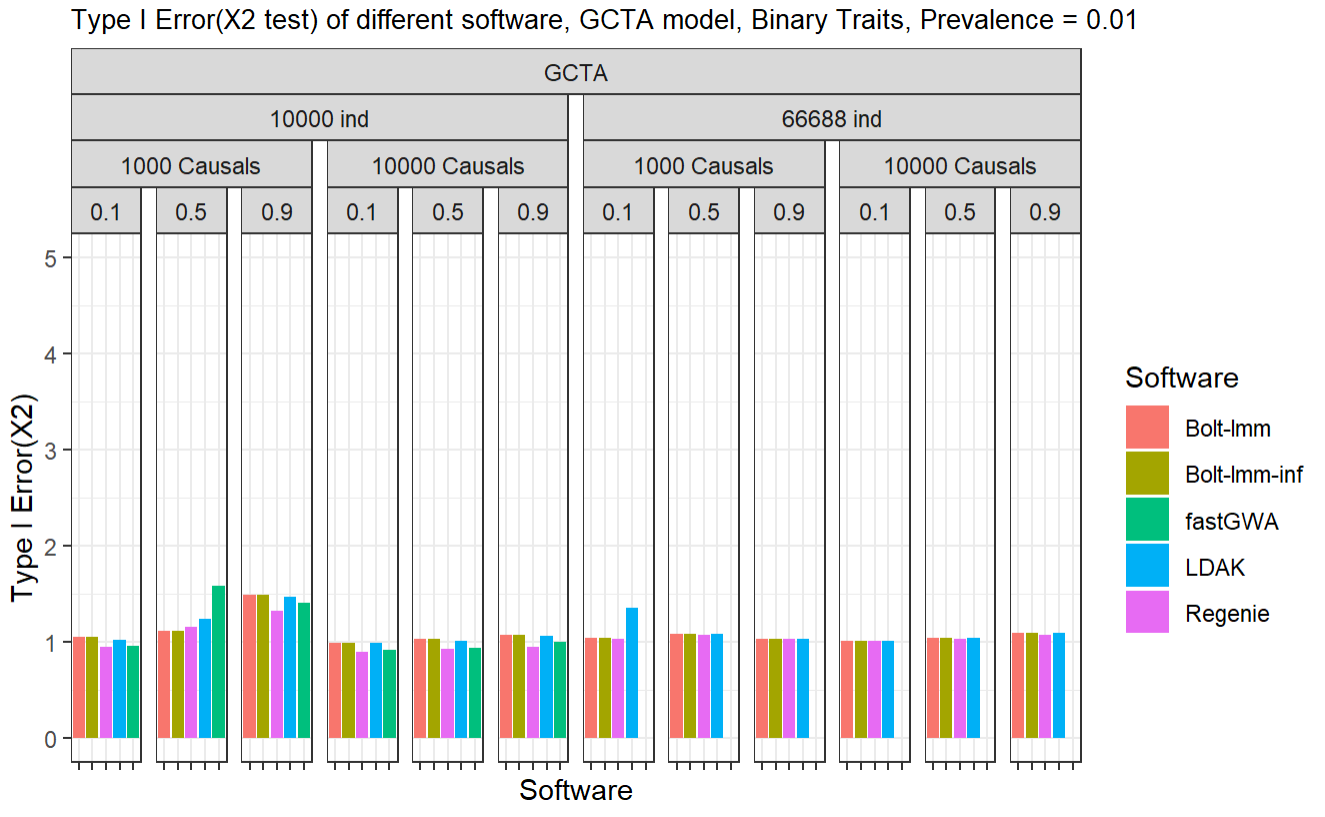 Type I Error(X2 test) of different software, GCTA model, Binary Traits, Prevalence = 0.01
GCTA
10000 ind 66688 ind
1000 Causals 10000 Causals 1000 Causals 10000 Causals
0.1 0.5 0.9 0.1 0.5 0.9 0.1 0.5 0.9 0.1 0.5 0.9
5
4
3
2
1
0
Type I Error(X2)
Software
Software
Bolt-lmm
Bolt-lmm-inf
fastGWA
LDAK
Regenie